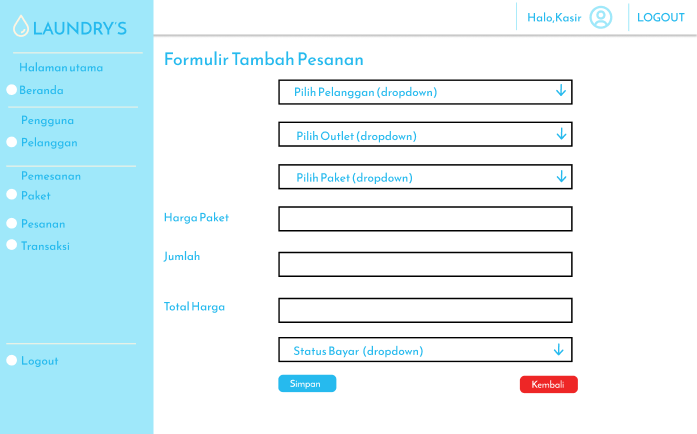 LAUNDRY'S
Halo,Kasir
LOGOUT
Halaman utama
Beranda
Pengguna
Pelanggan
Pemesanan
Paket
Pesanan
Transaksi
Logout
Formulir Tambah Pesanan
Pilih Pelanggan (dropdown)
Pilih Outlet (dropdown)
Pilih Paket (dropdown)
Harga Paket
Jumlah
Total Harga
Status Bayar (dropdown)
Simpan
Kembali